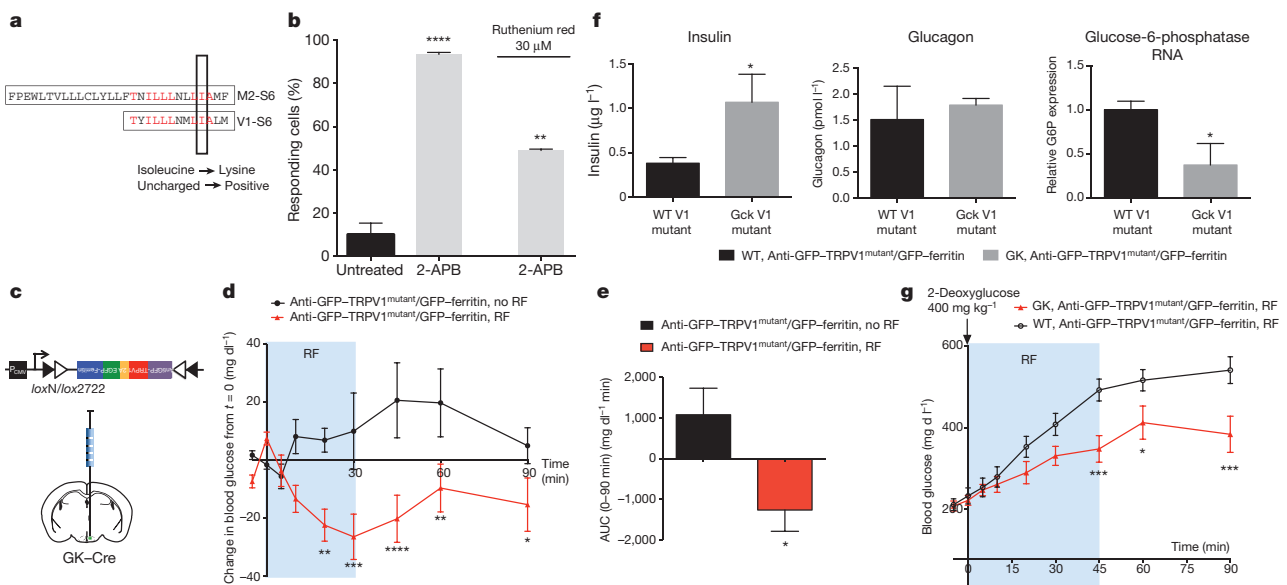 a
FPEWLTVLLLCLYLLFTNILLLNLLIAMF M2-S6
TYILLLNMLIALM V1-S6
Isoleucine → Lysine
Uncharged → Positive
b
Ruthenium red
30 µM
****
**
Responding cells (%)
100
80
60
40
20
0
Untreated 2-APB 2-APB
f
Insulin
Insulin (µg l–1)
1.5
1.0
0.5
0
*
WT V1 mutant
Gck V1 mutant
Glucagon
Glucagon (pmol l–1)
2.5
2.0
1.5
1.0
0.5
0.0
WT V1 mutant
Gck V1 mutant
Glucose-6-phosphatase
RNA
Relative G6P expression
1.5
1.0
0.5
0.0
*
WT V1 mutant
Gck V1 mutant
WT, Anti-GFP–TRPV1mutant/GFP–ferritin
GK, Anti-GFP–TRPV1mutant/GFP–ferritin
c
PCMV
loxN/lox2722
GK–Cre
d
Anti-GFP–TRPV1mutant/GFP–ferritin, no RF
Anti-GFP–TRPV1mutant/GFP–ferritin, RF
Change in blood glucose from t = 0 (mg dl–1)
40
20
0
–20
–40
RF
30 60 90
Time
(min)
**
***
****
**
*
e
Anti-GFP–TRPV1mutant/GFP–ferritin, no RF
Anti-GFP–TRPV1mutant/GFP–ferritin, RF
AUC (0–90 min) (mg dl–1 min)
2,000
1,000
0
–1,000
–2,000
*
g
2-Deoxyglucose
400 mg kg–1
GK, Anti-GFP–TRPV1mutant/GFP–ferritin, RF
WT, Anti-GFP–TRPV1mutant/GFP–ferritin, RF
Blood glucose (mg d l–1)
600
400
200
RF
***
*
***
Time (min)
0 15 30 45 60 75 90